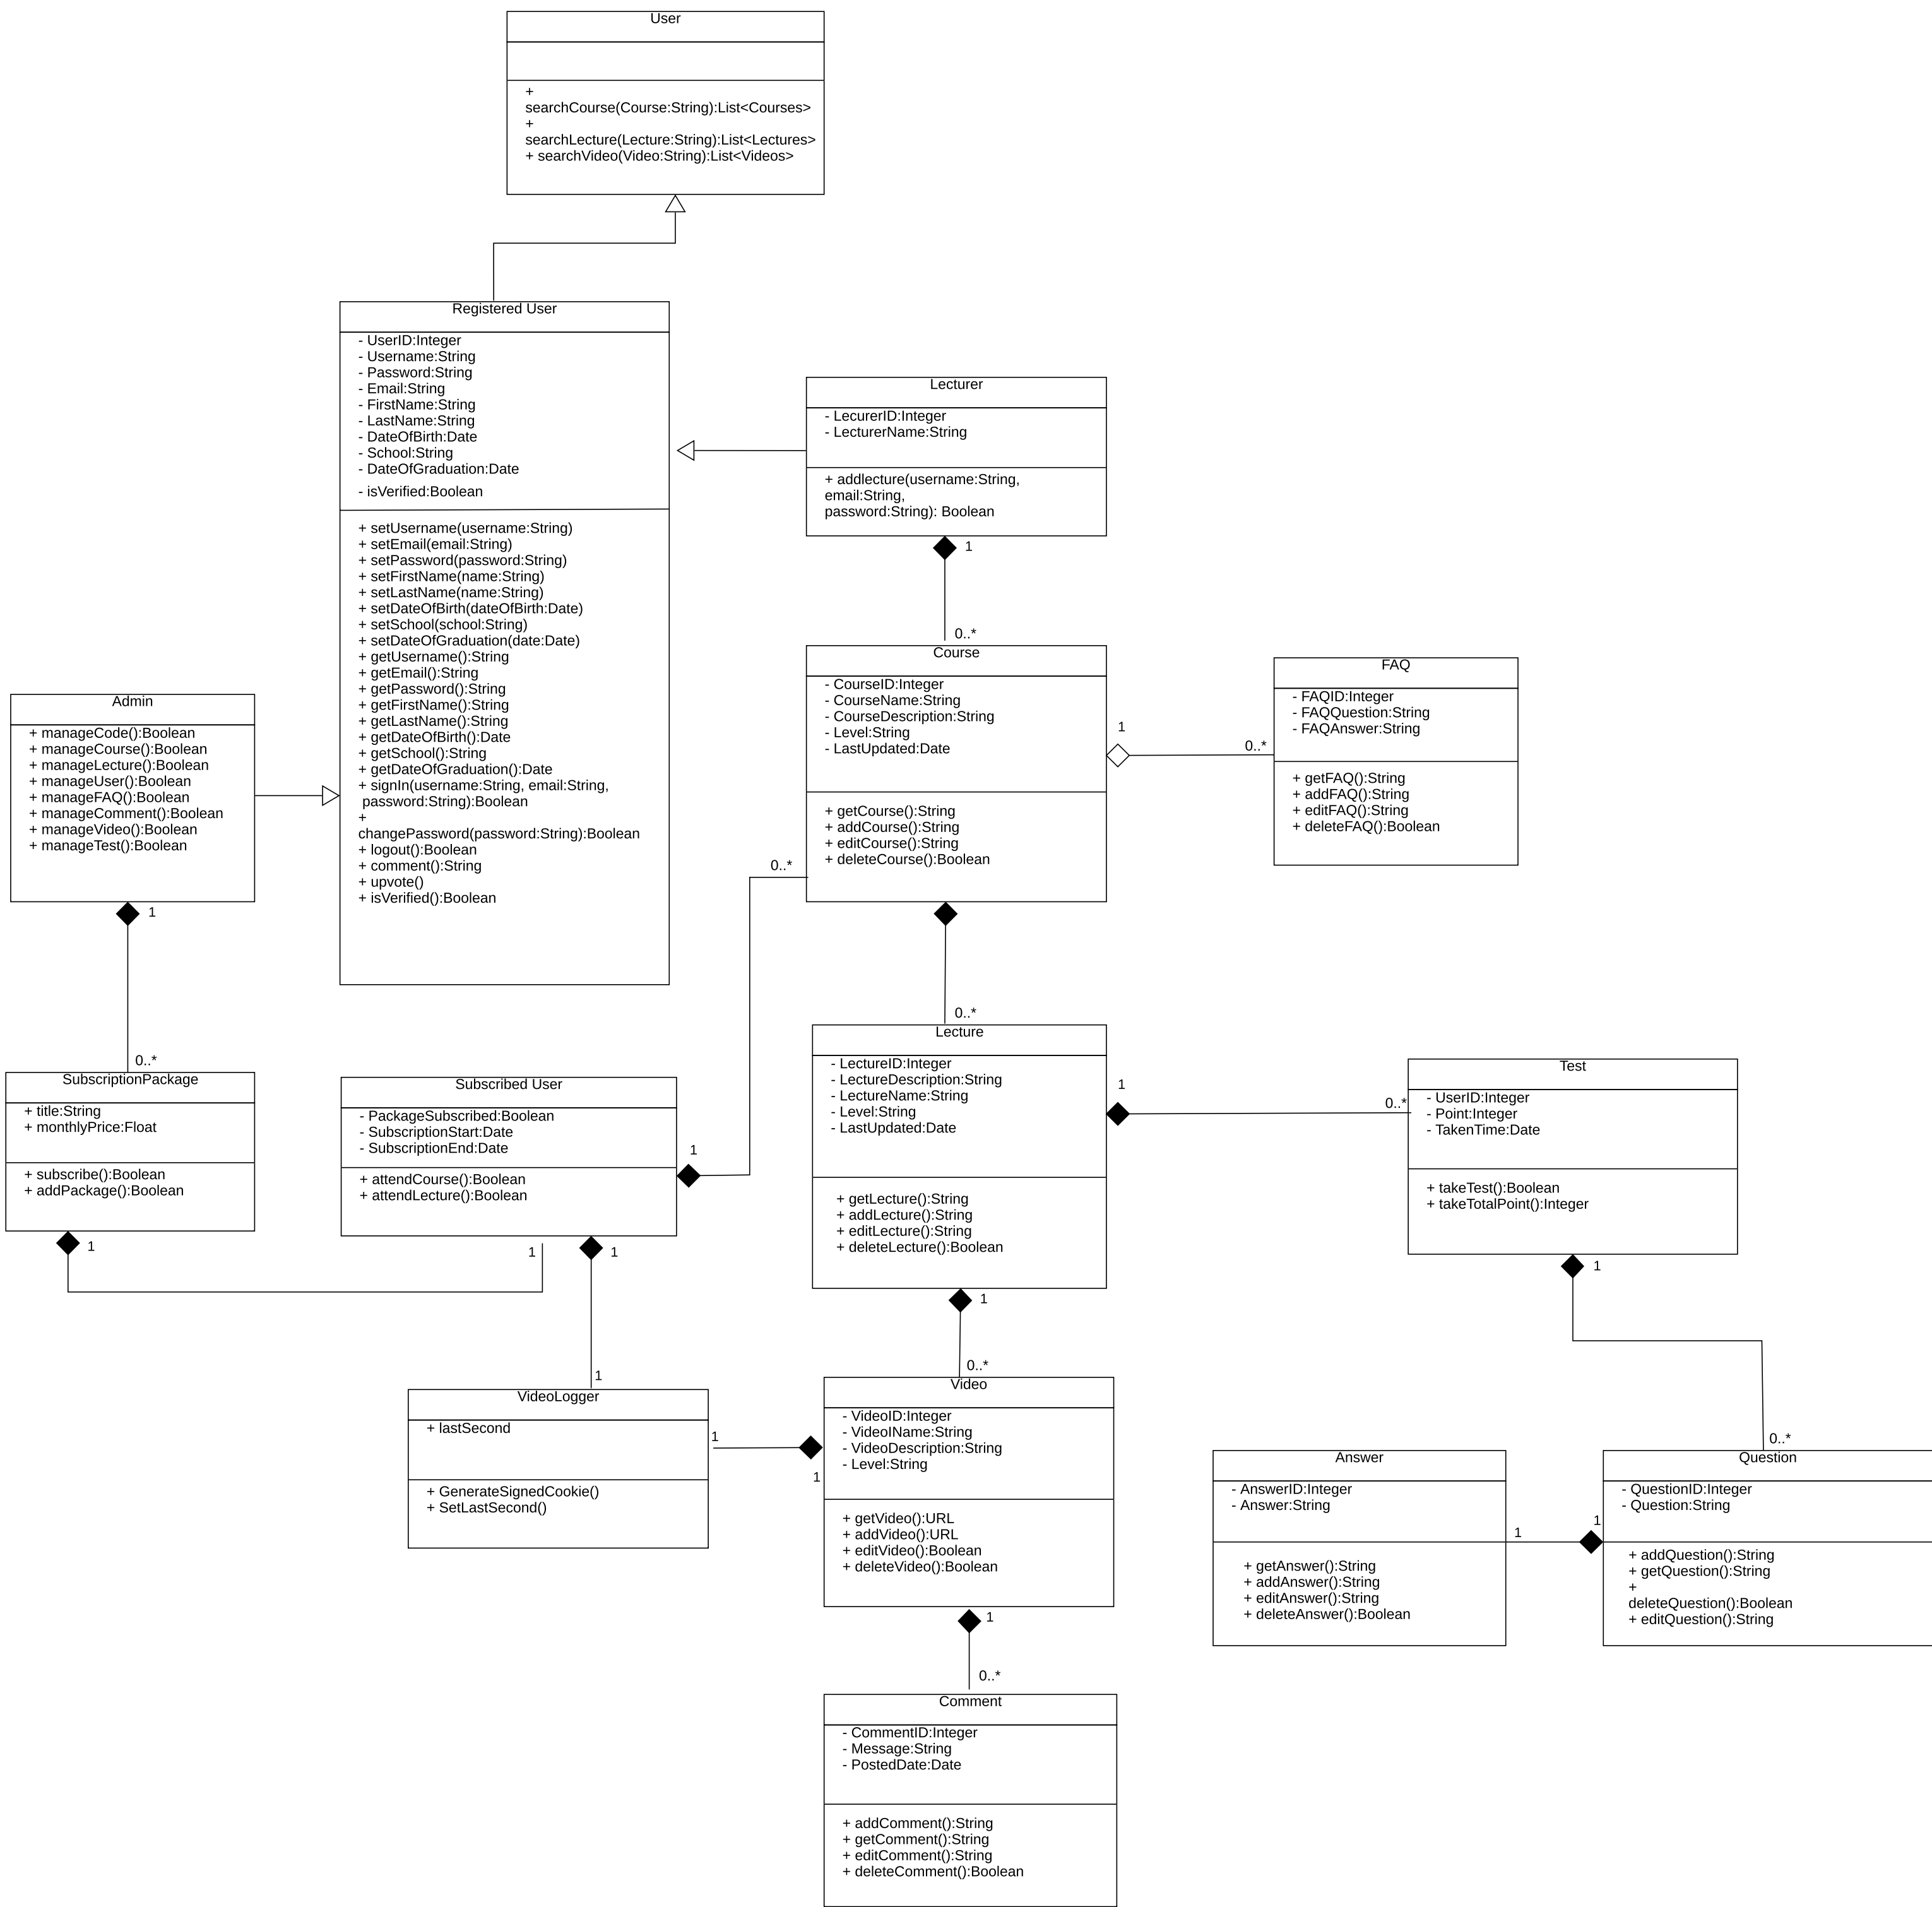 User
+
searchCourse(Course:String):List<Courses>
+
searchLecture(Lecture:String):List<Lectures>
+ searchVideo(Video:String):List<Videos>
Registered User
- UserID:Integer
- Username:String
- Password:String
- Email:String
- FirstName:String
- LastName:String
- DateOfBirth:Date
- School:String
- DateOfGraduation:Date
- isVerified:Boolean
+ setUsername(username:String)
+ setEmail(email:String)
+ setPassword(password:String)
+ setFirstName(name:String)
+ setLastName(name:String)
+ setDateOfBirth(dateOfBirth:Date)
+ setSchool(school:String)
+ setDateOfGraduation(date:Date)
+ getUsername():String
+ getEmail():String
+ getPassword():String
+ getFirstName():String
+ getLastName():String
+ getDateOfBirth():Date
+ getSchool():String
+ getDateOfGraduation():Date
+ signIn(username:String, email:String,
password:String):Boolean
+
changePassword(password:String):Boolean
+ logout():Boolean
+ comment():String
+ upvote()
+ isVerified():Boolean
Lecturer
- LecurerID:Integer
- LecturerName:String
+ addlecture(username:String,
email:String,
password:String): Boolean
1
0..*
Course
- CourseID:Integer
- CourseName:String
- CourseDescription:String
- Level:String
- LastUpdated:Date
+ getCourse():String
+ addCourse():String
+ editCourse():String
+ deleteCourse():Boolean
1
0..*
FAQ
- FAQID:Integer
- FAQQuestion:String
- FAQAnswer:String
+ getFAQ():String
+ addFAQ():String
+ editFAQ():String
+ deleteFAQ():Boolean
Admin
+ manageCode():Boolean
+ manageCourse():Boolean
+ manageLecture():Boolean
+ manageUser():Boolean
+ manageFAQ():Boolean
+ manageComment():Boolean
+ manageVideo():Boolean
+ manageTest():Boolean
1
0..*
0..*
0..*
SubscriptionPackage
+ title:String
+ monthlyPrice:Float
+ subscribe():Boolean
+ addPackage():Boolean
1
Subscribed User
- PackageSubscribed:Boolean
- SubscriptionStart:Date
- SubscriptionEnd:Date
+ attendCourse():Boolean
+ attendLecture():Boolean
1
1
1
1
Lecture
- LectureID:Integer
- LectureDescription:String
- LectureName:String
- Level:String
- LastUpdated:Date
+ getLecture():String
+ addLecture():String
+ editLecture():String
+ deleteLecture():Boolean
1
0..*
1
0..*
Test
- UserID:Integer
- Point:Integer
- TakenTime:Date
+ takeTest():Boolean
+ takeTotalPoint():Integer
1
0..*
VideoLogger
+ lastSecond
+ GenerateSignedCookie()
+ SetLastSecond()
1
1
Video
- VideoID:Integer
- VideoIName:String
- VideoDescription:String
- Level:String
+ getVideo():URL
+ addVideo():URL
+ editVideo():Boolean
+ deleteVideo():Boolean
1
0..*
Answer
- AnswerID:Integer
- Answer:String
+ getAnswer():String
+ addAnswer():String
+ editAnswer():String
+ deleteAnswer():Boolean
1
1
Question
- QuestionID:Integer
- Question:String
+ addQuestion():String
+ getQuestion():String
+
deleteQuestion():Boolean
+ editQuestion():String
Comment
- CommentID:Integer
- Message:String
- PostedDate:Date
+ addComment():String
+ getComment():String
+ editComment():String
+ deleteComment():Boolean